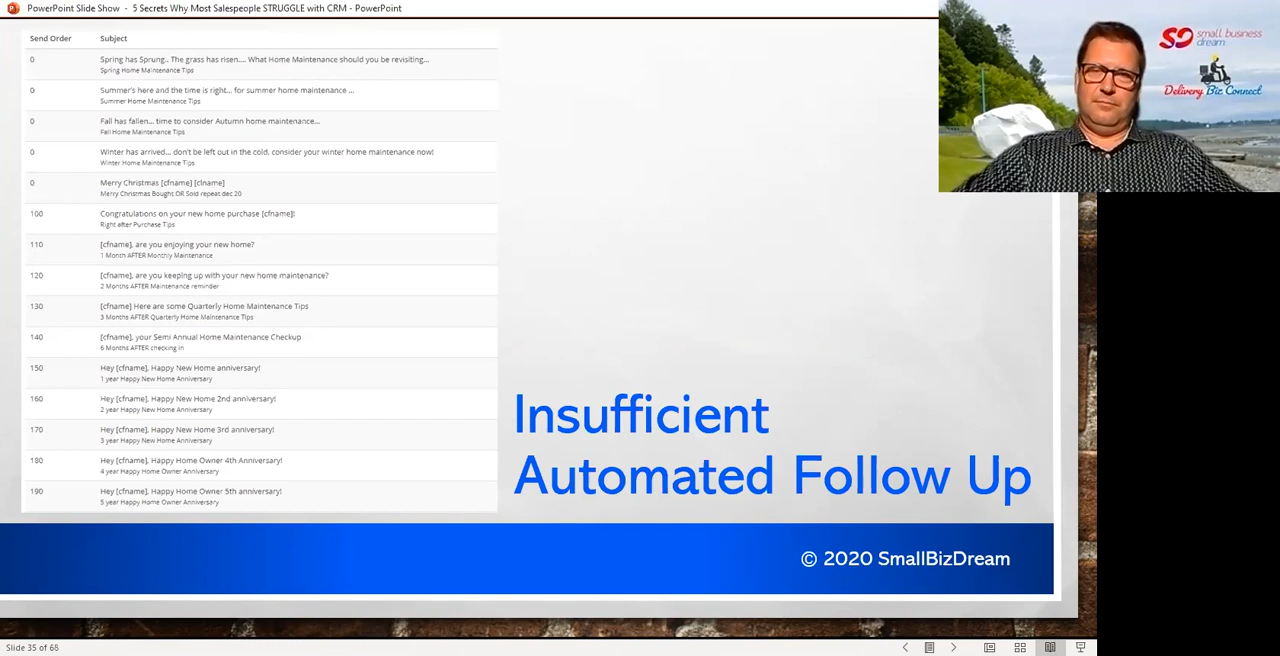 PowerPoint Slide Show - 5 Secrets Why Most Salespeople STRUGGLE with CRM - PowerPoint
Send Order Subject
0 Spring has Sprung.. The grass has risen.... What Home Maintenance should you be revisiting...
Spring Home Maintenance Tips
0 Summer's here and the time is right... for summer home maintenance ...
Summer Home Maintenance Tips
0 Fall has fallen... time to consider Autumn home maintenance...
Fall Home Maintenance Tips
0 Winter has arrived... don't be left out in the cold, consider your winter home maintenance now!
Winter Home Maintenance Tips
0 Merry Christmas [cfname] [clname]
Merry Christmas Bought OR Sold repeat dec 20
100 Congratulations on your new home purchase [cfname]!
Right after Purchase Tips
110 [cfname], are you enjoying your new home?
1 Month AFTER Monthly Maintenance
120 [cfname], are you keeping up with your new home maintenance?
2 Months AFTER Maintenance reminder
130 [cfname] Here are some Quarterly Home Maintenance Tips
3 Months AFTER Quarterly Home Maintenance Tips
140 [cfname], your Semi Annual Home Maintenance Checkup
6 Months AFTER checking in
150 Hey [cfname], Happy New Home anniversary!
1 year Happy New Home Anniversary
160 Hey [cfname], Happy New Home 2nd anniversary!
2 year Happy New Home Anniversary
170 Hey [cfname], Happy New Home 3rd anniversary!
3 year Happy New Home Anniversary
180 Hey [cfname], Happy Home Owner 4th Anniversary!
4 year Happy Home Owner Anniversary
190 Hey [cfname], Happy Home Owner 5th anniversary!
5 year Happy Home Owner Anniversary
small business
dream
Delivery Biz Connect
Insufficient
Automated Follow Up
© 2020 SmallBizDream
Slide 35 of 68